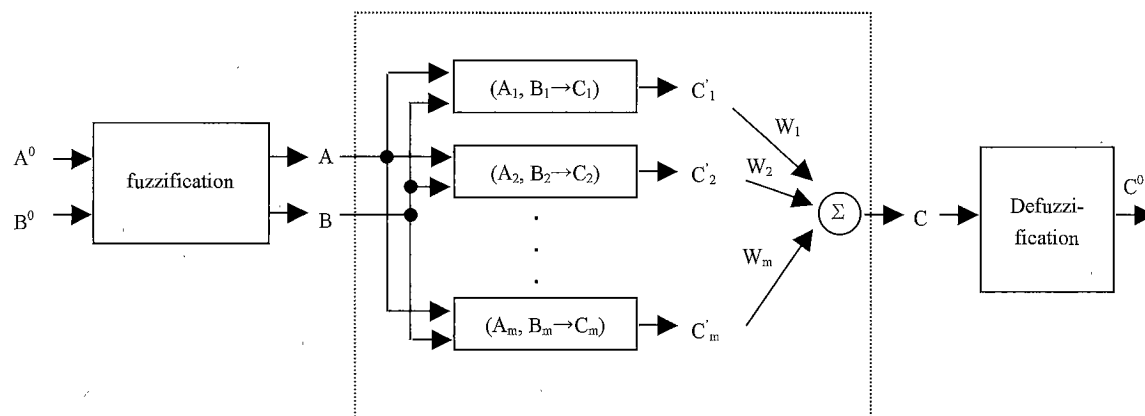 A⁰
B⁰
fuzzification
A
B
(A₁, B₁→C₁)
C'₁
W₁
(A₂, B₂→C₂)
C'₂
W₂
(Aₘ, Bₘ→Cₘ)
C'ₘ
Wₘ
Σ
C
Defuzzi-
fication
C⁰